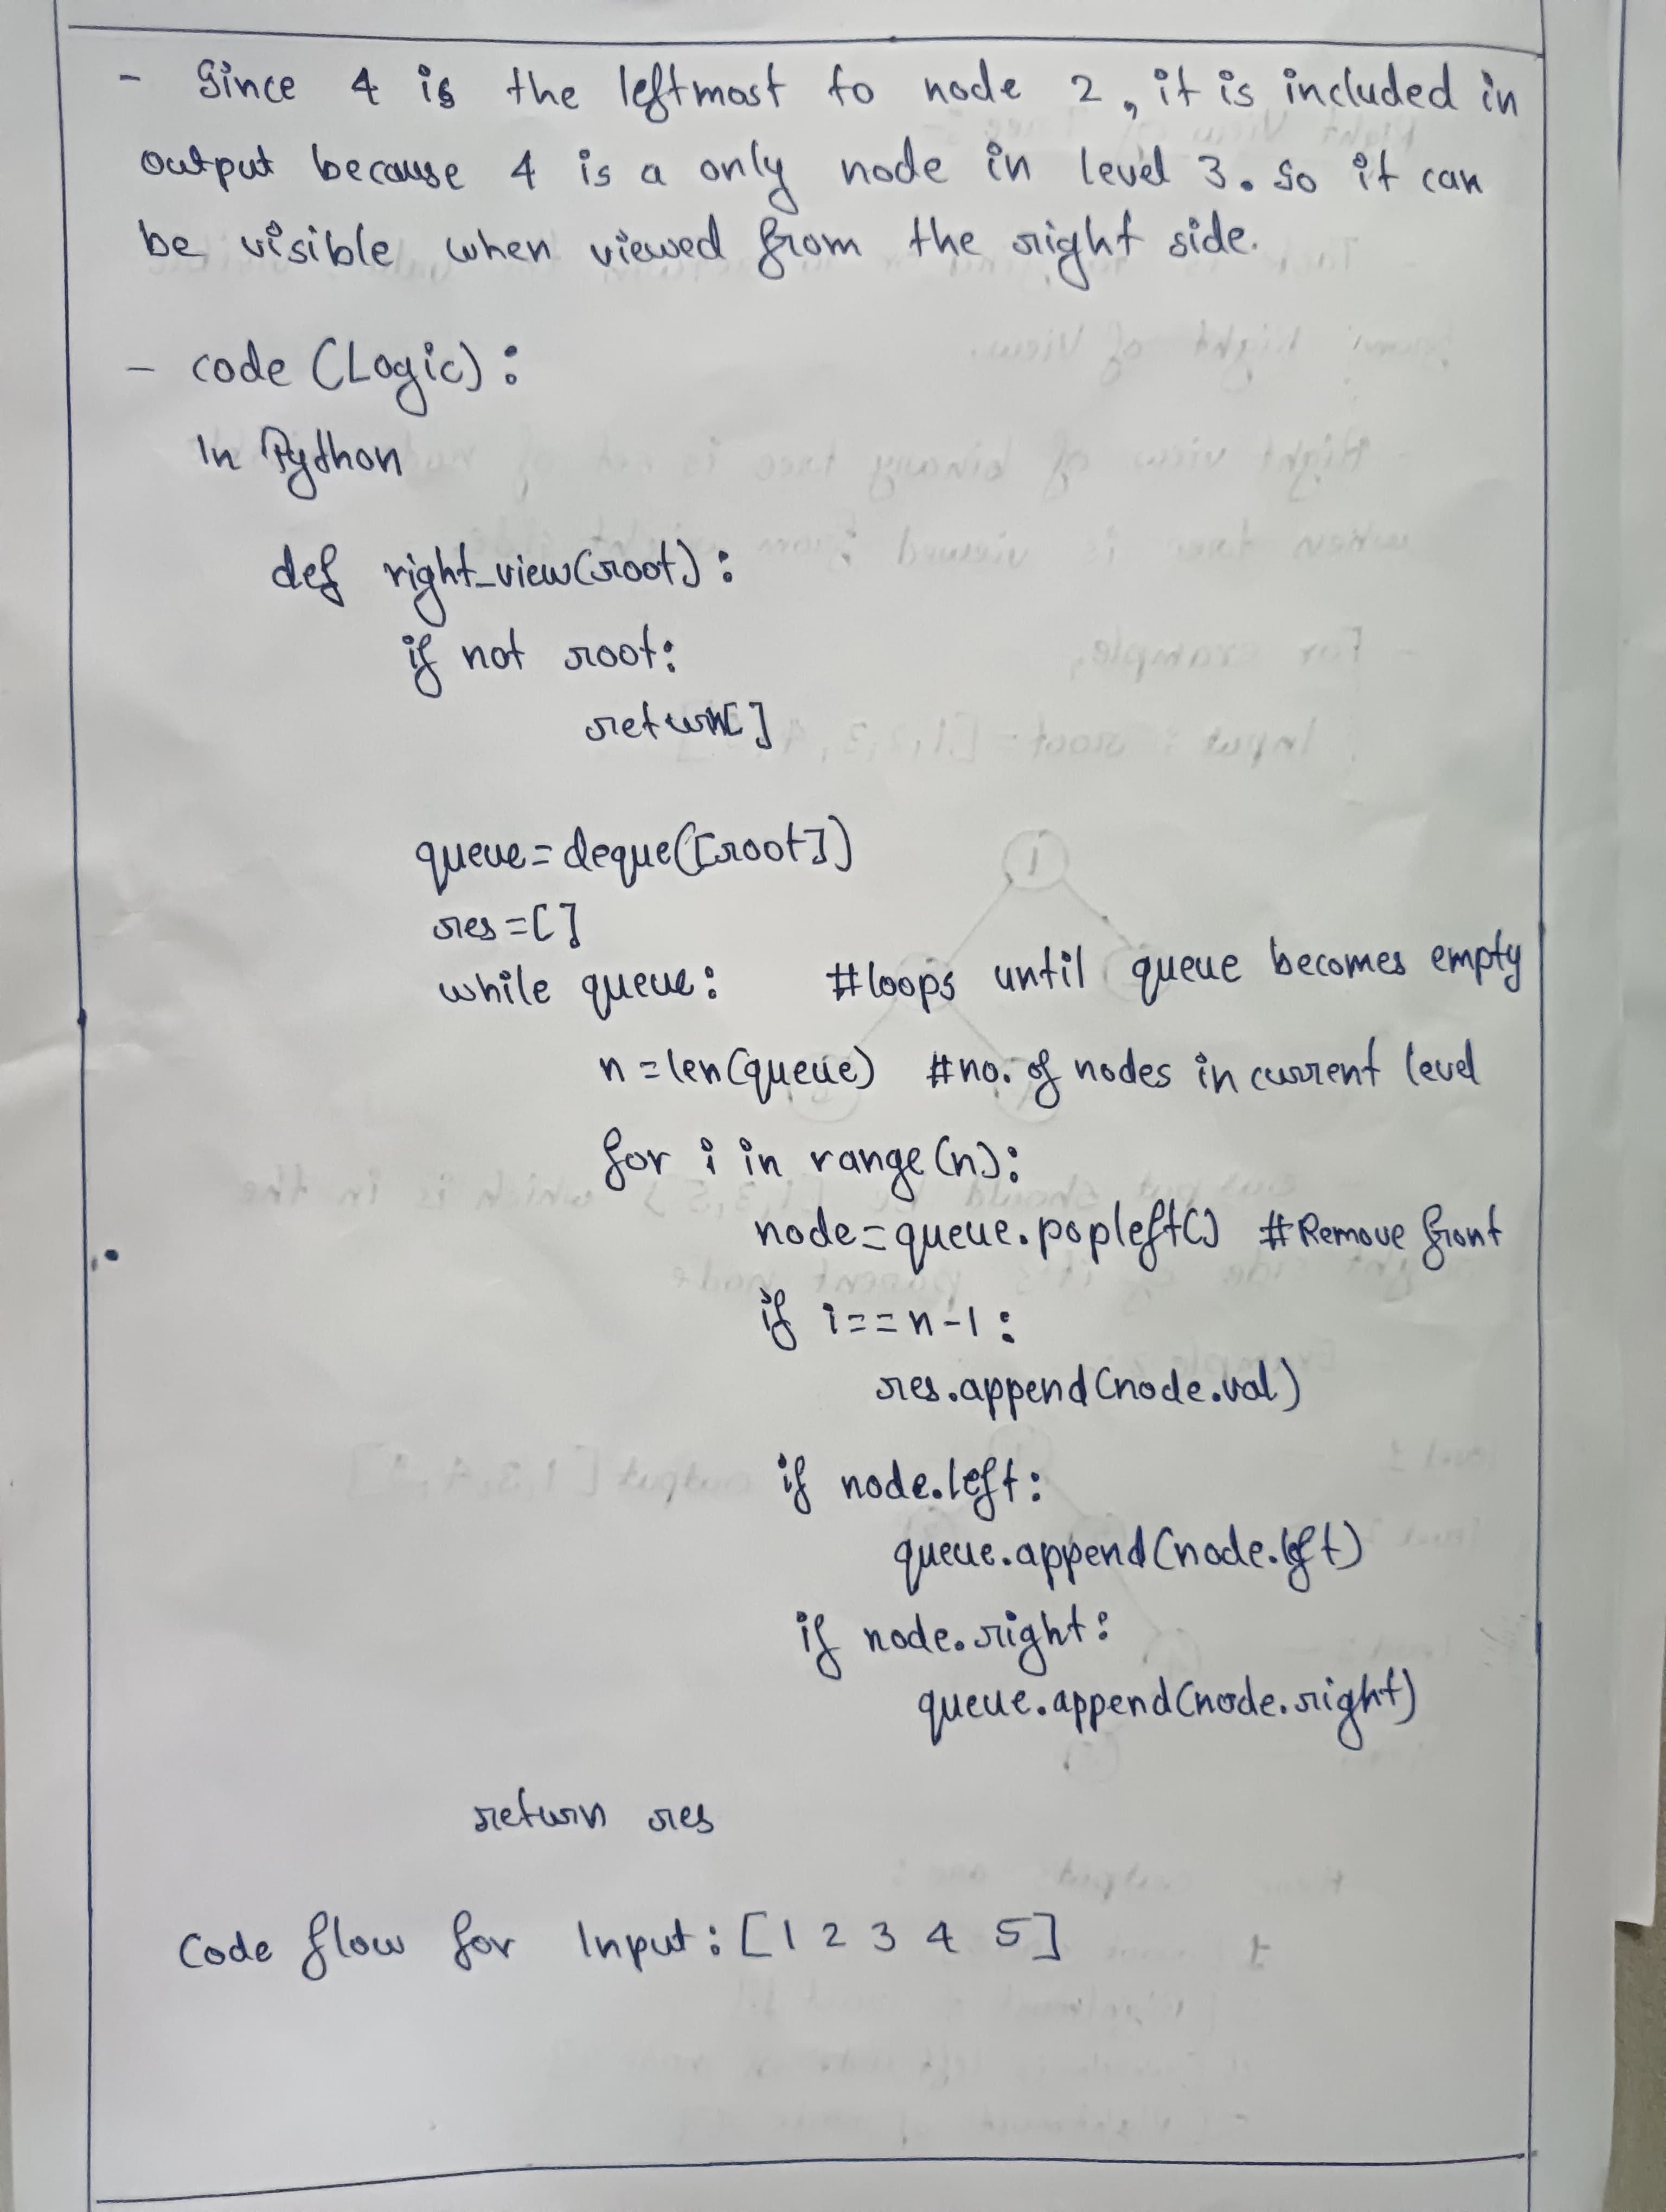 - Since 4 is the leftmost to node 2, it is included in
output because 4 is a only node in level 3. So it can
be visible when viewed from the right side.
- code (Logic) :
In Python
def right_view(root) :
if not root:
return[]
queue=deque([root])
res=[]
while queue: #loops until queue becomes empty
n=len(queue) #no. of nodes in current level
for i in range(n):
node=queue.popleft() #Remove front
if i==n-1 :
res.append(node.val)
if node.left:
queue.append(node.left)
if node.right:
queue.append(node.right)
return res
Code flow for Input: [1 2 3 4 5]